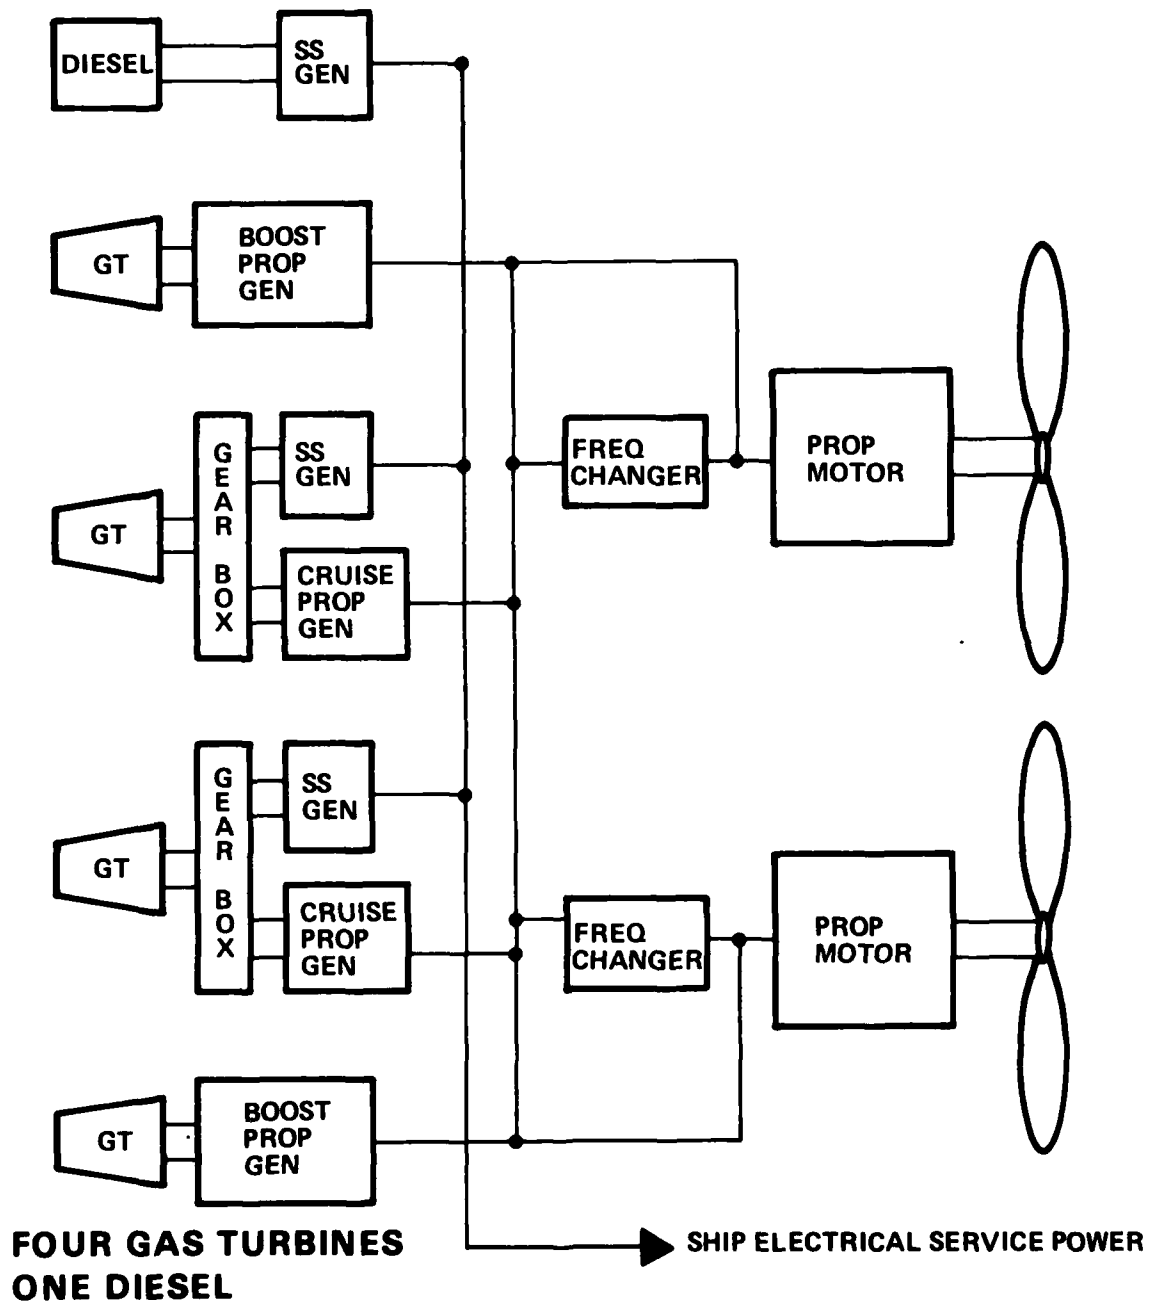 DIESEL
SS
GEN
GT
BOOST
PROP
GEN
GEAR BOX
SS
GEN
GT
CRUISE
PROP
GEN
FREQ
CHANGER
PROP
MOTOR
GEAR BOX
SS
GEN
GT
CRUISE
PROP
GEN
FREQ
CHANGER
PROP
MOTOR
GT
BOOST
PROP
GEN
FOUR GAS TURBINES
ONE DIESEL
SHIP ELECTRICAL SERVICE POWER